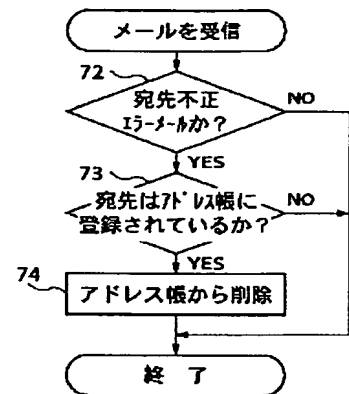 メールを受信
72
宛先不正
エラーメールか?
NO
YES
73
宛先はアドレス帳に
登録されているか?
NO
YES
74
アドレス帳から削除
終 了